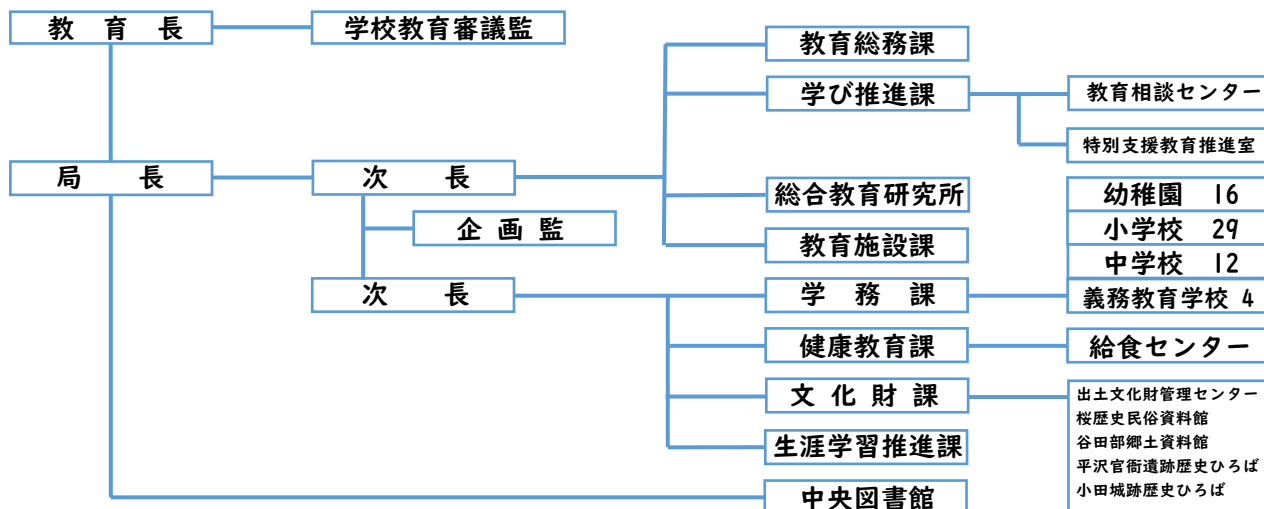 教育長
学校教育審議監
教育総務課
学び推進課
教育相談センター
特別支援教育推進室
局長
次長
総合教育研究所
幼稚園 16
小学校 29
企画監
教育施設課
中学校 12
次長
学務課
義務教育学校 4
健康教育課
給食センター
文化財課
出土文化財管理センター
桜歴史民俗資料館
谷田部郷土資料館
平沢官衙遺跡歴史ひろば
小田城跡歴史ひろば
生涯学習推進課
中央図書館